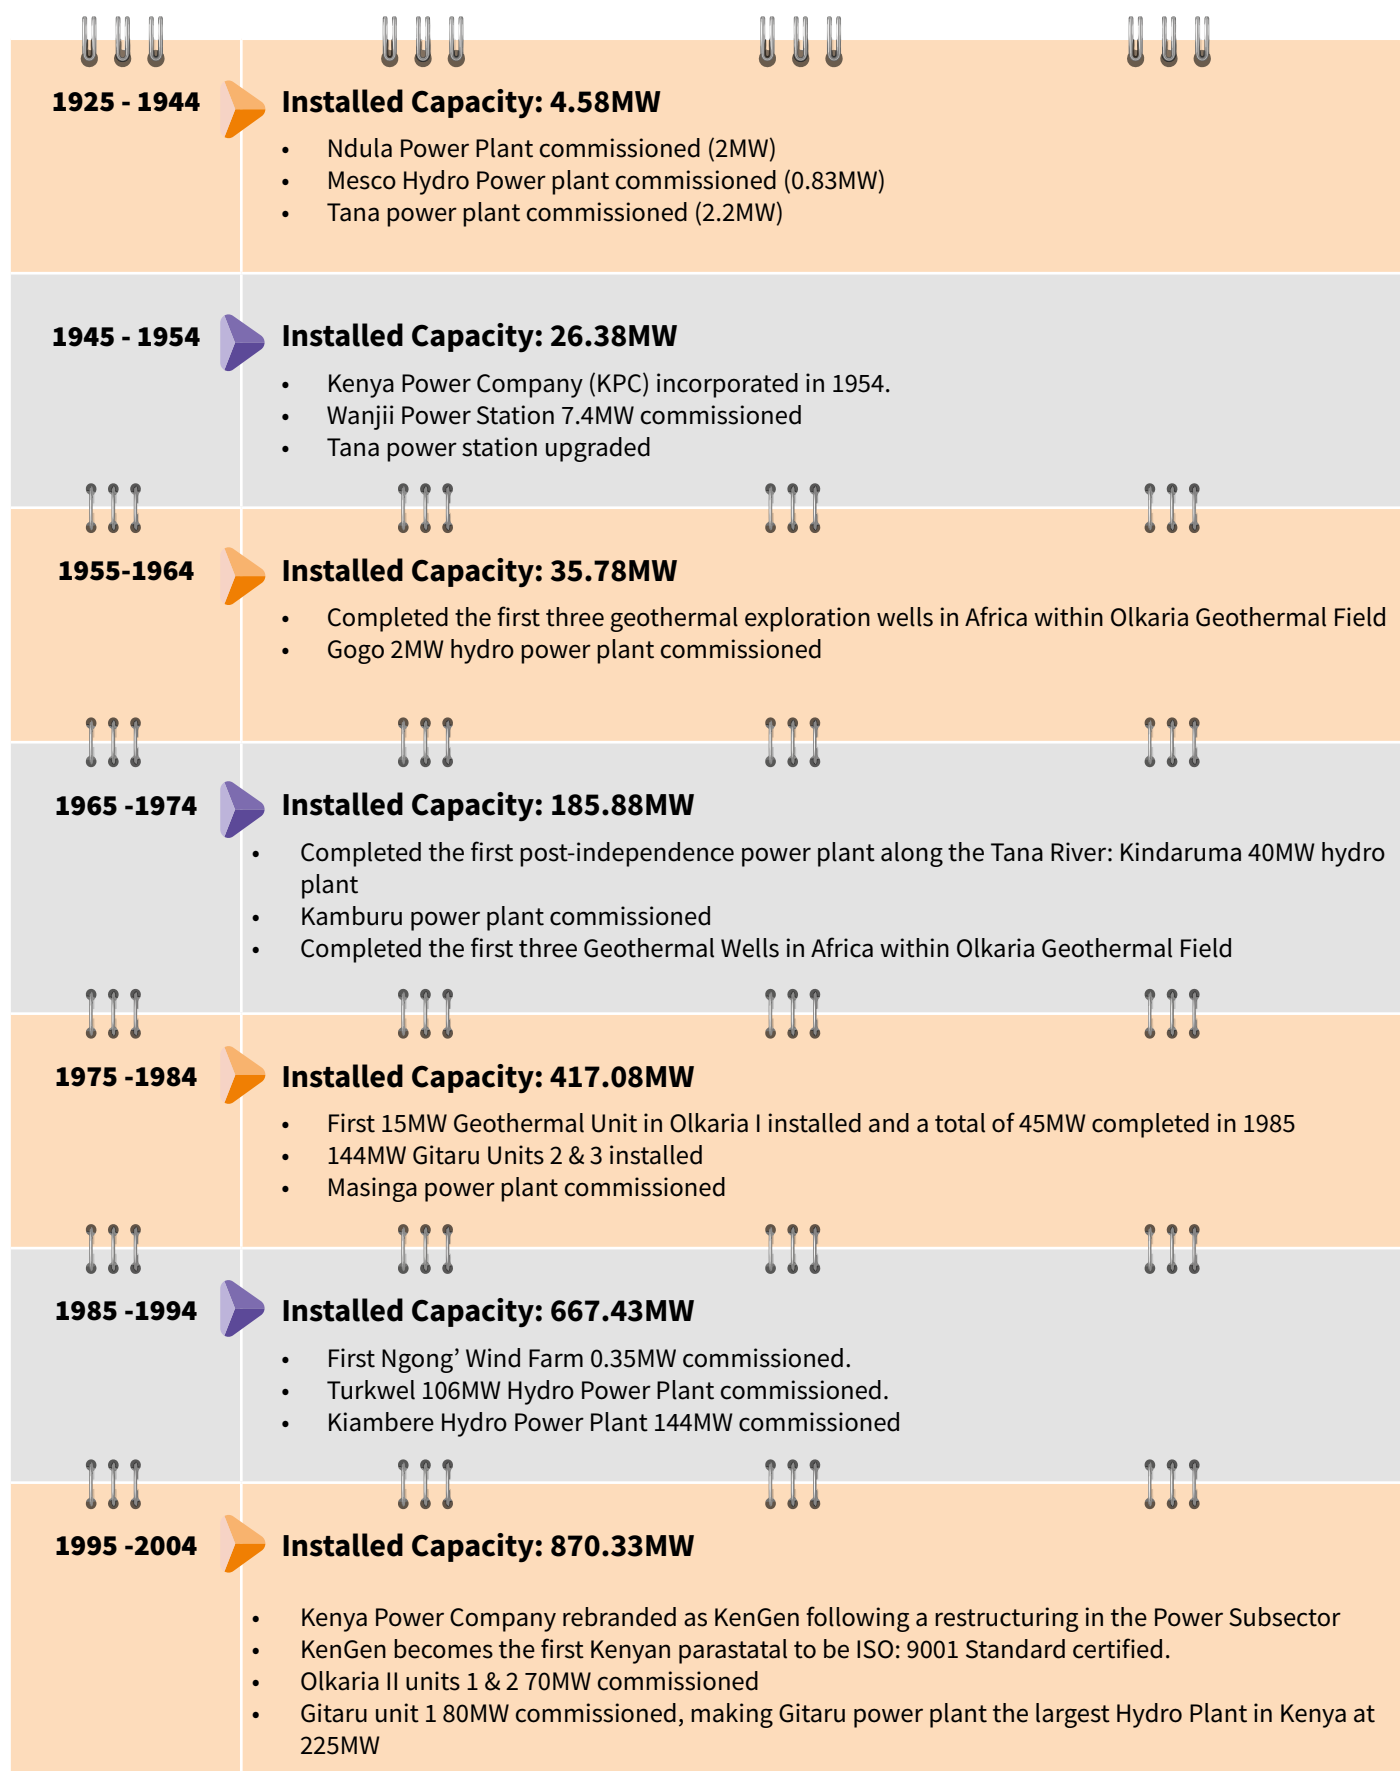 1925 - 1944
Installed Capacity: 4.58MW
• Ndula Power Plant commissioned (2MW)
• Mesco Hydro Power plant commissioned (0.83MW)
• Tana power plant commissioned (2.2MW)
1945 - 1954
Installed Capacity: 26.38MW
• Kenya Power Company (KPC) incorporated in 1954.
• Wanjii Power Station 7.4MW commissioned
• Tana power station upgraded
1955-1964
Installed Capacity: 35.78MW
• Completed the first three geothermal exploration wells in Africa within Olkaria Geothermal Field
• Gogo 2MW hydro power plant commissioned
1965 -1974
Installed Capacity: 185.88MW
• Completed the first post-independence power plant along the Tana River: Kindaruma 40MW hydro
plant
• Kamburu power plant commissioned
• Completed the first three Geothermal Wells in Africa within Olkaria Geothermal Field
1975 -1984
Installed Capacity: 417.08MW
• First 15MW Geothermal Unit in Olkaria I installed and a total of 45MW completed in 1985
• 144MW Gitaru Units 2 & 3 installed
• Masinga power plant commissioned
1985 -1994
Installed Capacity: 667.43MW
• First Ngong’ Wind Farm 0.35MW commissioned.
• Turkwel 106MW Hydro Power Plant commissioned.
• Kiambere Hydro Power Plant 144MW commissioned
1995 -2004
Installed Capacity: 870.33MW
• Kenya Power Company rebranded as KenGen following a restructuring in the Power Subsector
• KenGen becomes the first Kenyan parastatal to be ISO: 9001 Standard certified.
• Olkaria II units 1 & 2 70MW commissioned
• Gitaru unit 1 80MW commissioned, making Gitaru power plant the largest Hydro Plant in Kenya at
225MW